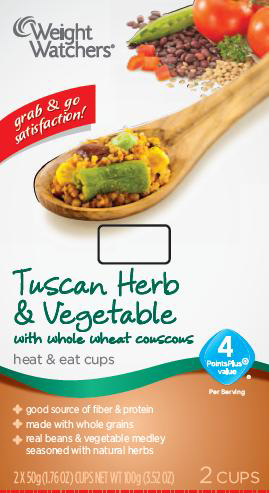 Weight
Watchers®
grab & go
satisfaction!
Tuscan Herb
& Vegetable
with whole wheat couscous
heat & eat cups
4
PointsPlus®
value
Per Serving
good source of fiber & protein
made with whole grains
real beans & vegetable medley
seasoned with natural herbs
2 X 50g (1.76 OZ) CUPS NET WT 100g (3.52 OZ)
2 CUPS